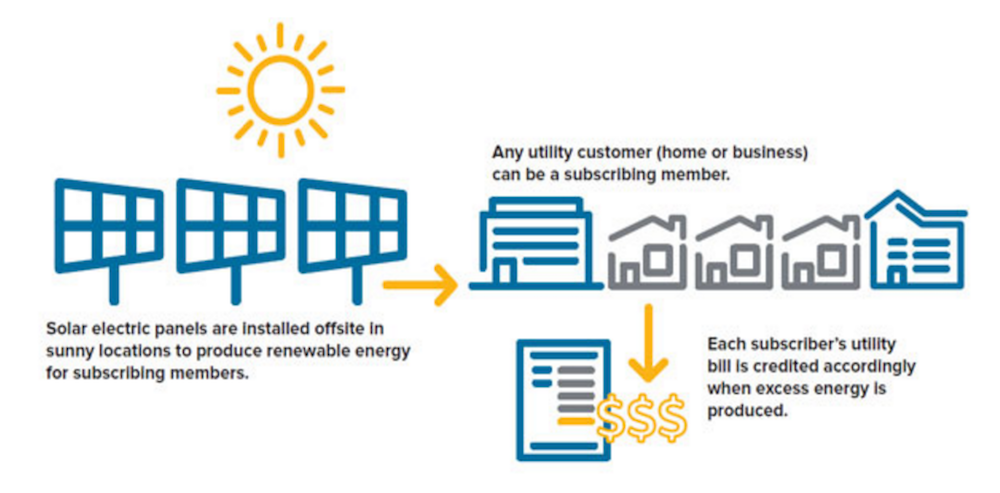 Any utility customer (home or business)
can be a subscribing member.
Solar electric panels are installed offsite in
sunny locations to produce renewable energy
for subscribing members.
Each subscriber's utility
bill is credited accordingly
when excess energy is
produced.
$$$